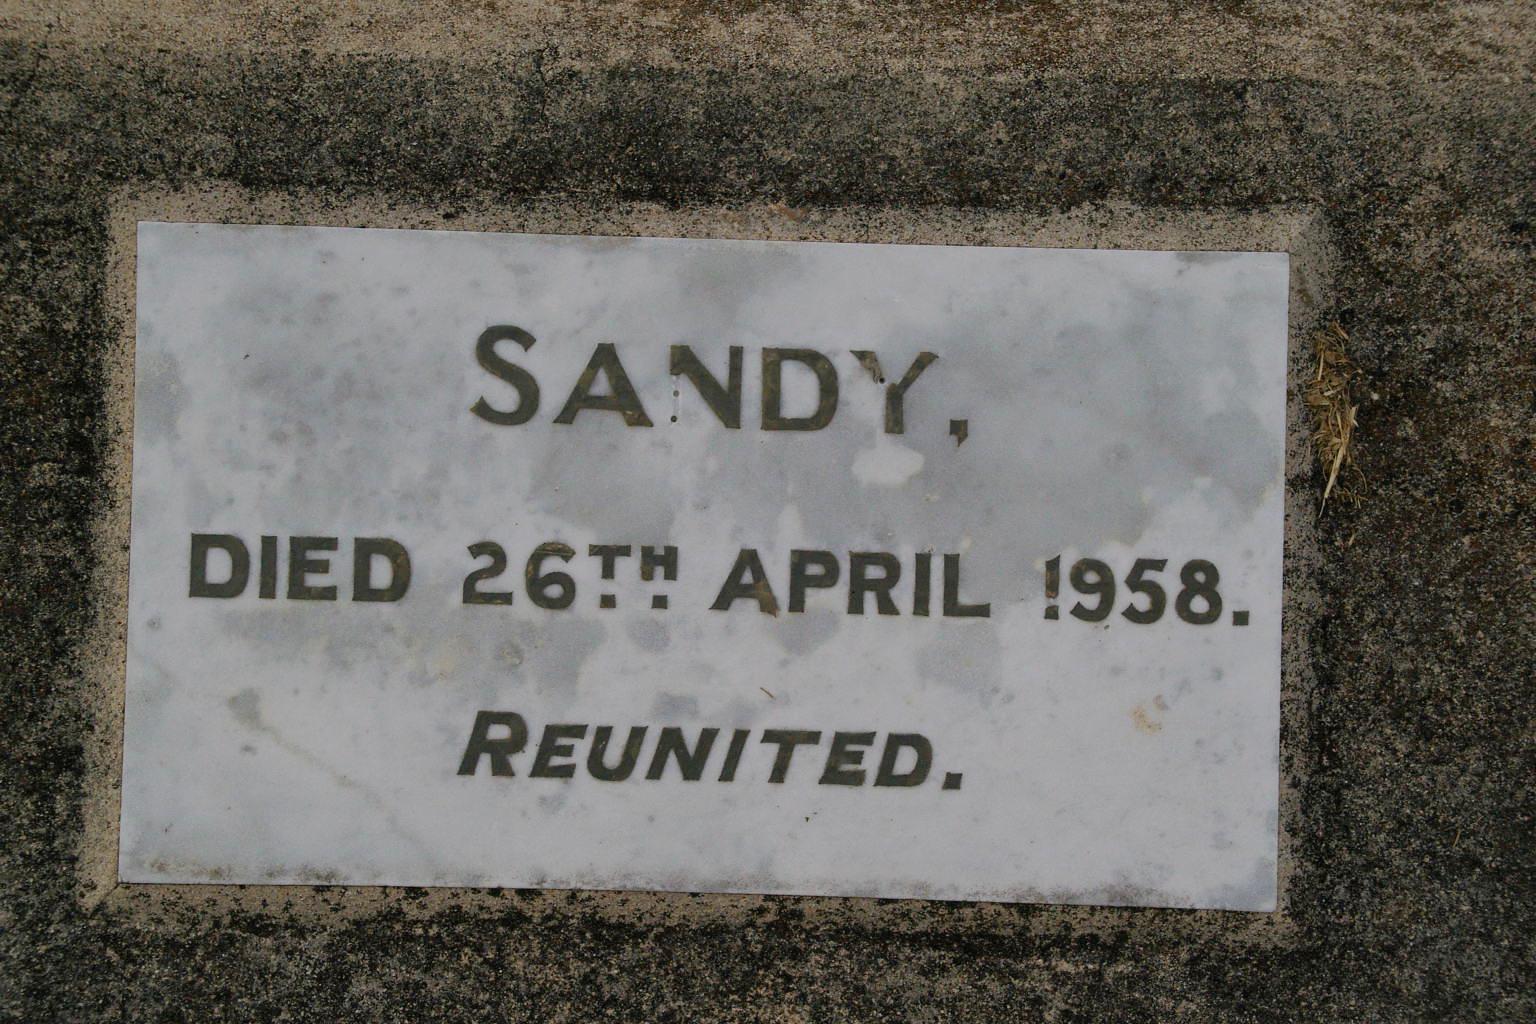 SANDY,
DIED 26TH APRIL 1958.
REUNITED.